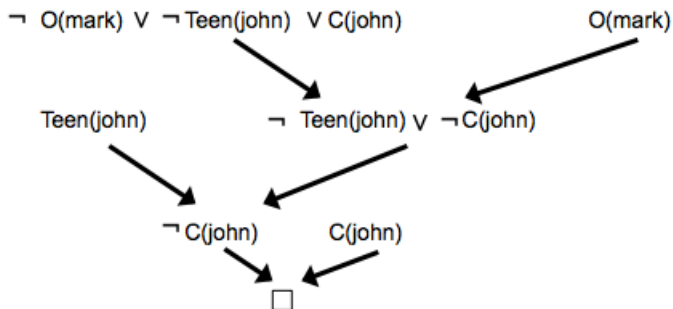 ¬ O(mark) ∨ ¬ Teen(john) ∨ C(john) O(mark)
Teen(john) ¬ Teen(john) ∨ ¬ C(john)
¬ C(john) C(john)
□